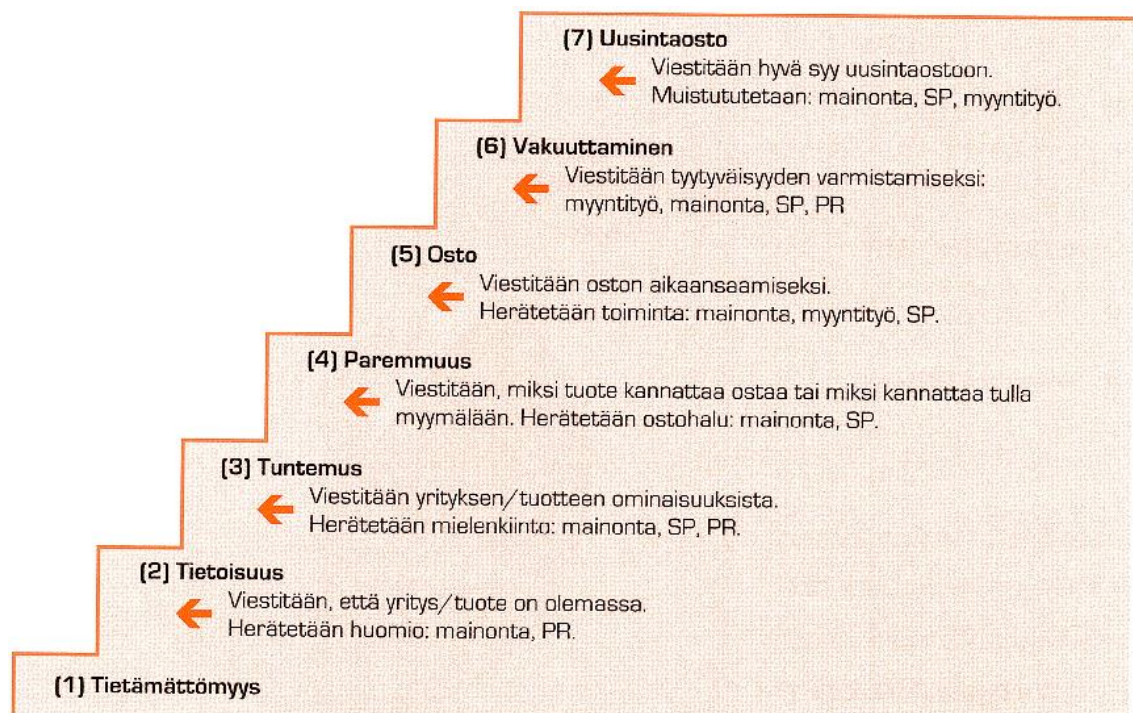 (7) Uusintaosto
Viestitään hyvä syy uusintaostoon.
Muistututetaan: mainonta, SP, myyntityö.
(6) Vakuuttaminen
Viestitään tyytyväisyyden varmistamiseksi:
myyntityö, mainonta, SP, PR
(5) Osto
Viestitään oston aikaansaamiseksi.
Herätetään toiminta: mainonta, myyntityö, SP.
(4) Paremmuus
Viestitään, miksi tuote kannattaa ostaa tai miksi kannattaa tulla
myymälään. Herätetään ostohalu: mainonta, SP.
(3) Tuntemus
Viestitään yrityksen/tuotteen ominaisuuksista.
Herätetään mielenkiinto: mainonta, SP, PR.
(2) Tietoisuus
Viestitään, että yritys/tuote on olemassa.
Herätetään huomio: mainonta, PR.
(1) Tietämättömyys